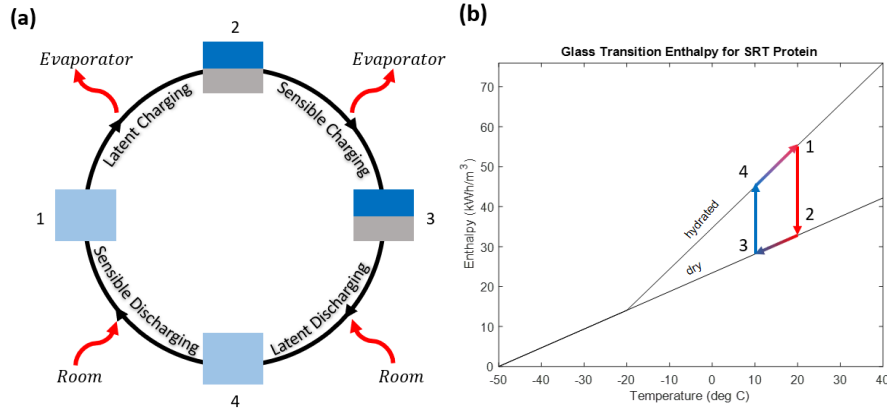 (a)
2
Evaporator
Evaporator
Latent Charging
Sensible Charging
1
3
Sensible Discharging
Latent Discharging
Room
Room
4
(b)
Glass Transition Enthalpy for SRT Protein
Enthalpy (kWh/m³)
70
60
50
40
30
20
10
0
hydrated
dry
1
4
2
3
-50
-40
-30
-20
-10
0
10
20
30
40
Temperature (deg C)